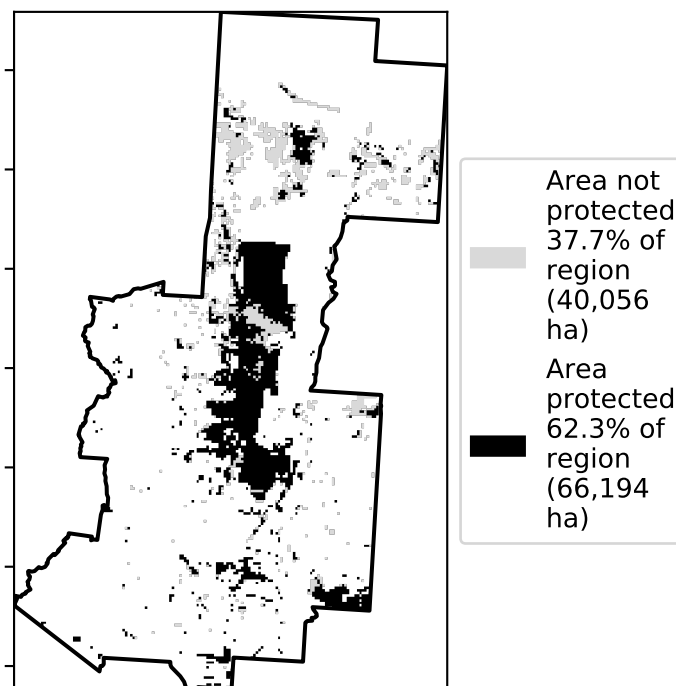 Area not
protected
37.7% of
region
(40,056
ha)
Area
protected
62.3% of
region
(66,194
ha)